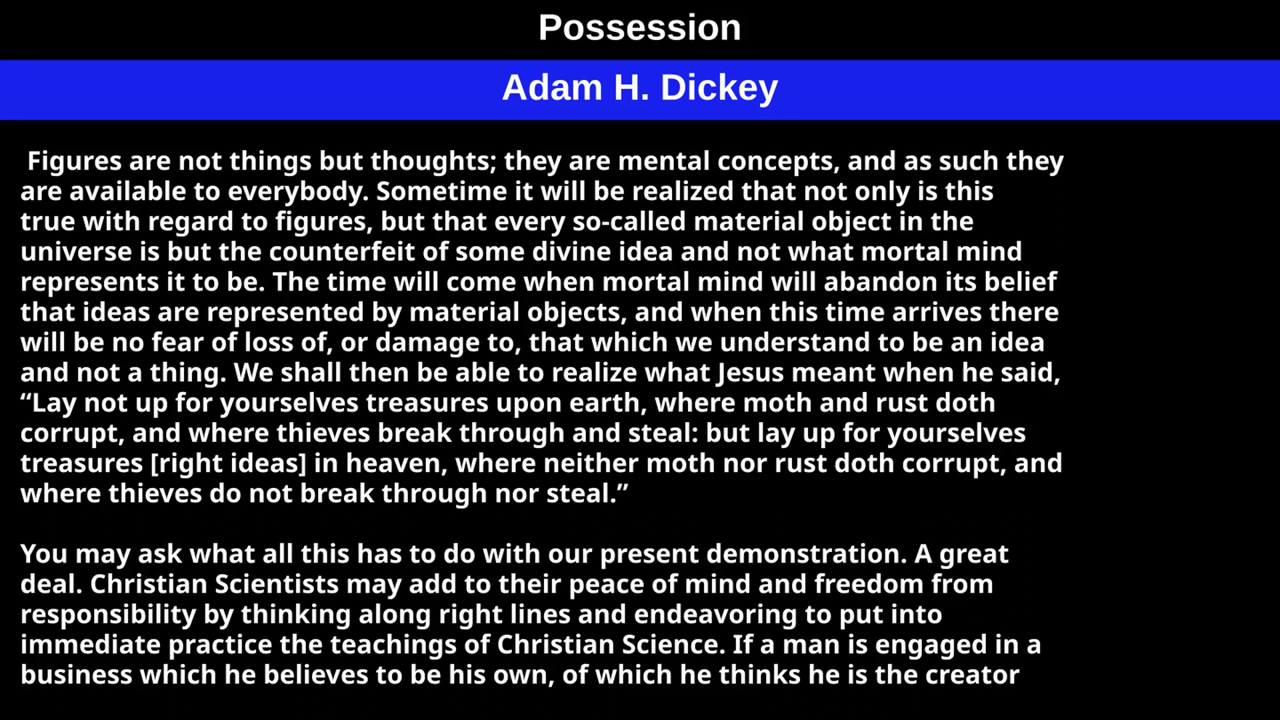 Possession
Adam H. Dickey
Figures are not things but thoughts; they are mental concepts, and as such they
are available to everybody. Sometime it will be realized that not only is this
true with regard to figures, but that every so-called material object in the
universe is but the counterfeit of some divine idea and not what mortal mind
represents it to be. The time will come when mortal mind will abandon its belief
that ideas are represented by material objects, and when this time arrives there
will be no fear of loss of, or damage to, that which we understand to be an idea
and not a thing. We shall then be able to realize what Jesus meant when he said,
“Lay not up for yourselves treasures upon earth, where moth and rust doth
corrupt, and where thieves break through and steal: but lay up for yourselves
treasures [right ideas] in heaven, where neither moth nor rust doth corrupt, and
where thieves do not break through nor steal.”
You may ask what all this has to do with our present demonstration. A great
deal. Christian Scientists may add to their peace of mind and freedom from
responsibility by thinking along right lines and endeavoring to put into
immediate practice the teachings of Christian Science. If a man is engaged in a
business which he believes to be his own, of which he thinks he is the creator